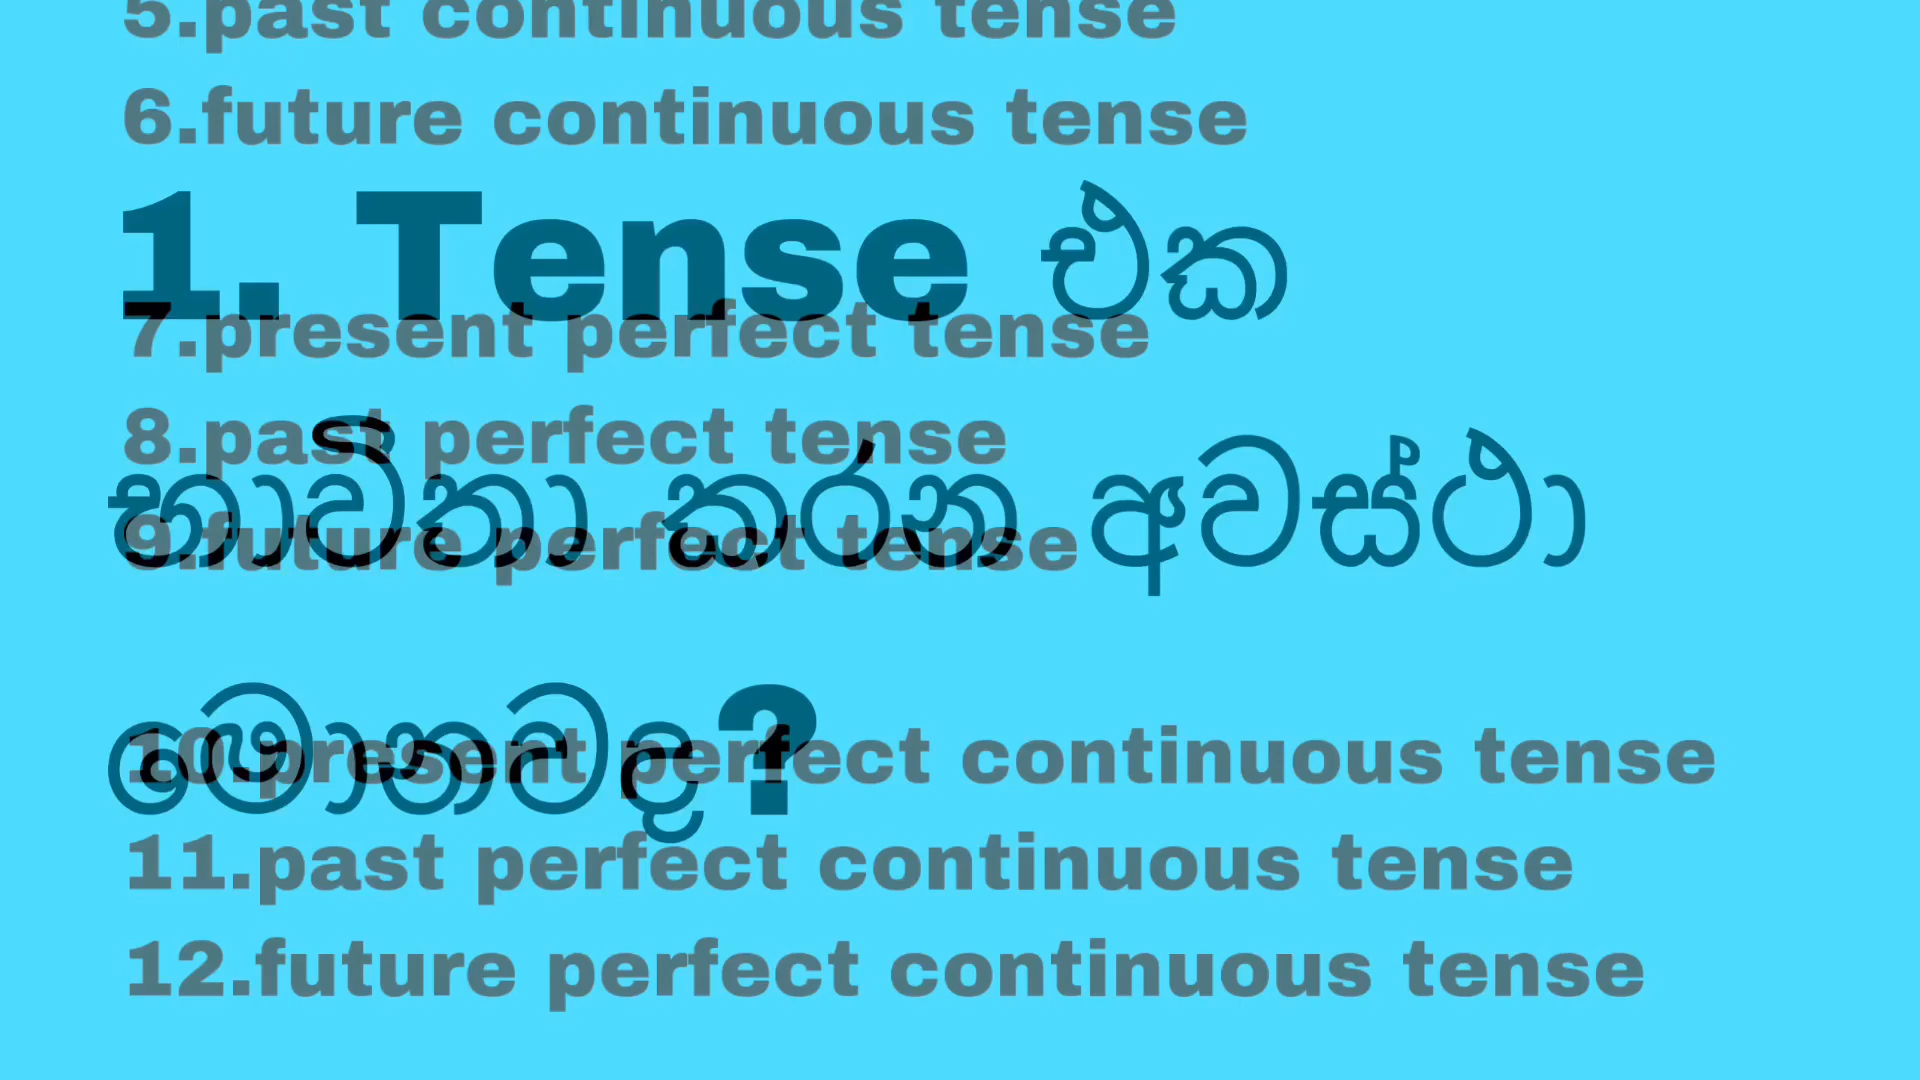 5.past continuous tense
6.future continuous tense
1. Tense එක
7.present perfect tense
8.past perfect tense
භාවිතා කරන අවස්ථා
9.future perfect tense
මොනවද?
10.present perfect continuous tense
11.past perfect continuous tense
12.future perfect continuous tense